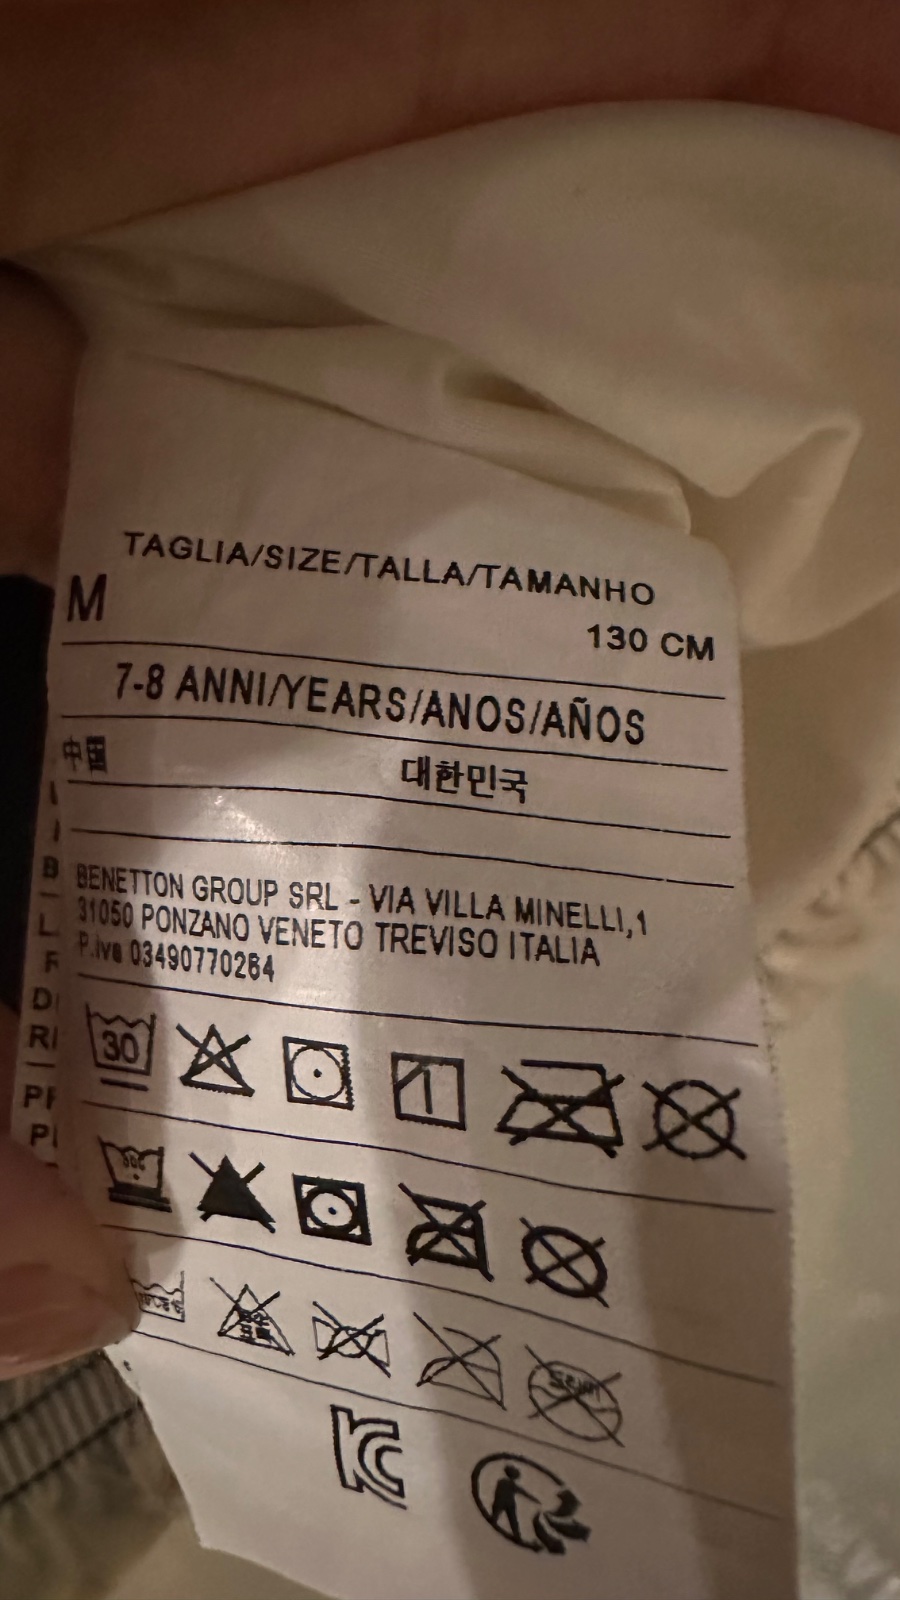 TAGLIA/SIZE/TALLA/TAMANHO
M
130 CM
7-8 ANNI/YEARS/ANOS/AÑOS
中国 대한민국
BENETTON GROUP SRL - VIA VILLA MINELLI,1
31050 PONZANO VENETO TREVISO ITALIA
P.iva 03490770264
30
1